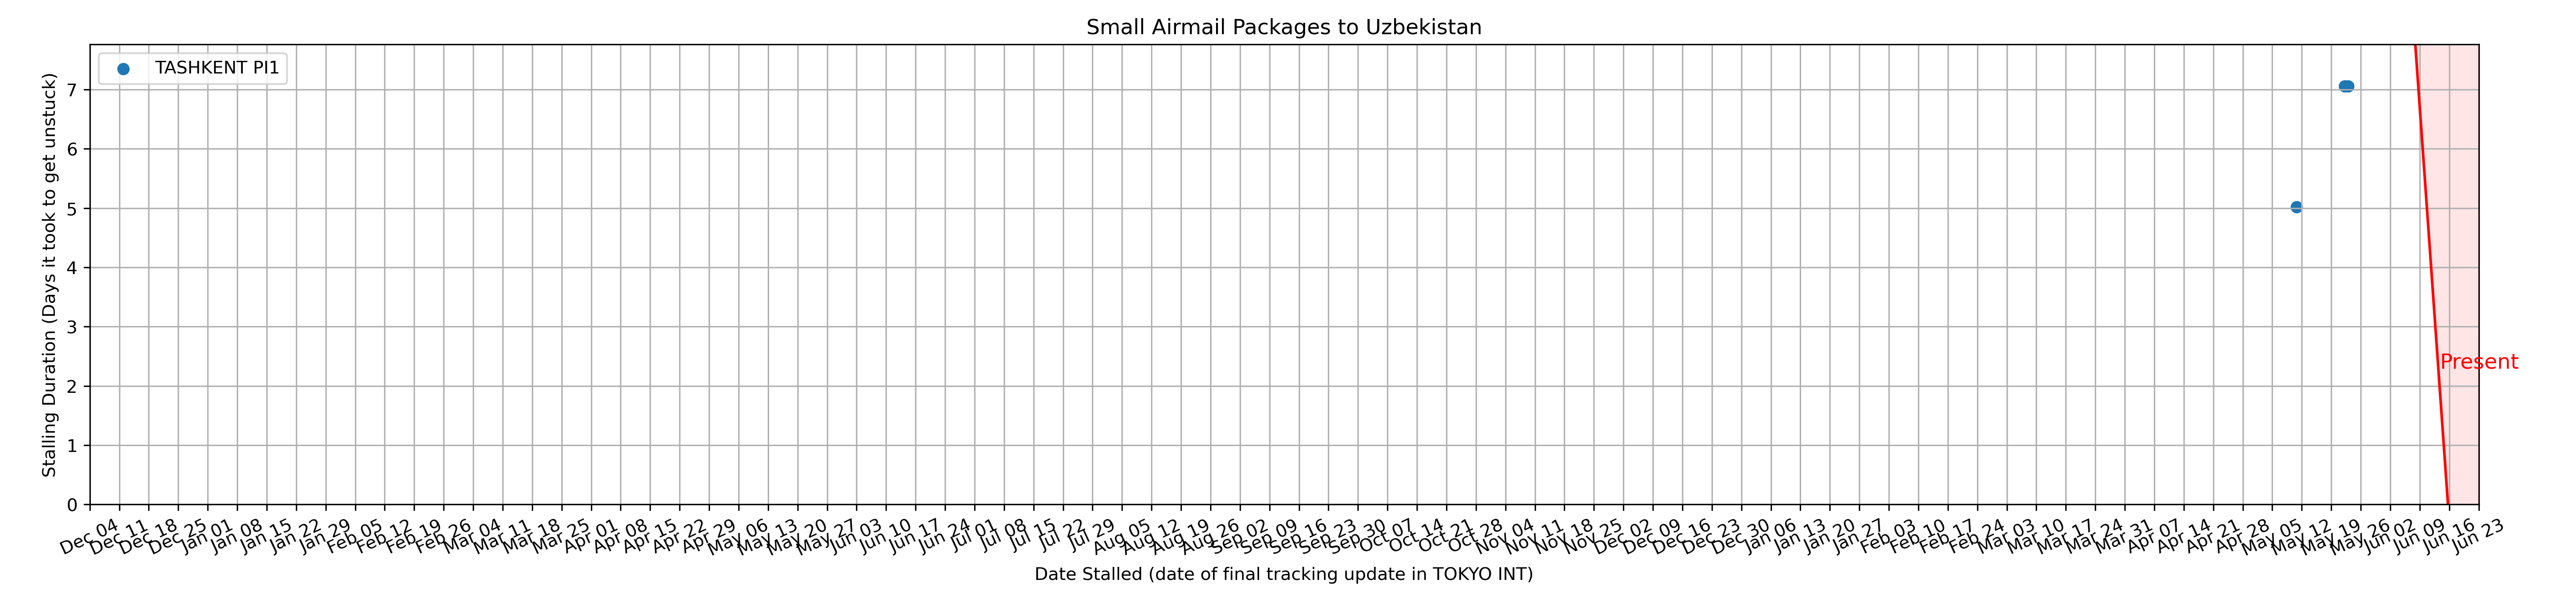 Small Airmail Packages to Uzbekistan
TASHKENT PI1
Stalling Duration (Days it took to get unstuck)
7
6
5
4
3
2
1
0
Present
Dec 04
Dec 11
Dec 18
Dec 25
Jan 01
Jan 08
Jan 15
Jan 22
Jan 29
Feb 05
Feb 12
Feb 19
Feb 26
Mar 04
Mar 11
Mar 18
Mar 25
Apr 01
Apr 08
Apr 15
Apr 22
Apr 29
May 06
May 13
May 20
May 27
Jun 03
Jun 10
Jun 17
Jun 24
Jul 01
Jul 08
Jul 15
Jul 22
Jul 29
Aug 05
Aug 12
Aug 19
Aug 26
Sep 02
Sep 09
Sep 16
Sep 23
Sep 30
Oct 07
Oct 14
Oct 21
Oct 28
Nov 04
Nov 11
Nov 18
Nov 25
Dec 02
Dec 09
Dec 16
Dec 23
Dec 30
Jan 06
Jan 13
Jan 20
Jan 27
Feb 03
Feb 10
Feb 17
Feb 24
Mar 03
Mar 10
Mar 17
Mar 24
Mar 31
Apr 07
Apr 14
Apr 21
Apr 28
May 05
May 12
May 19
May 26
Jun 02
Jun 09
Jun 16
Jun 23
Date Stalled (date of final tracking update in TOKYO INT)